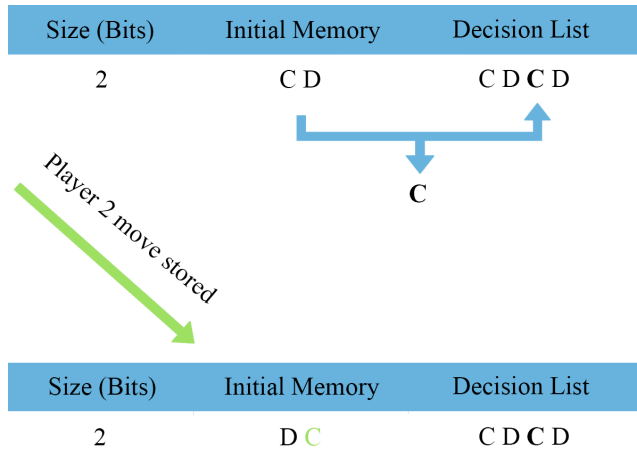 Size (Bits) Initial Memory Decision List
2 C D C D C D
C
Player 2 move stored
Size (Bits) Initial Memory Decision List
2 D C C D C D